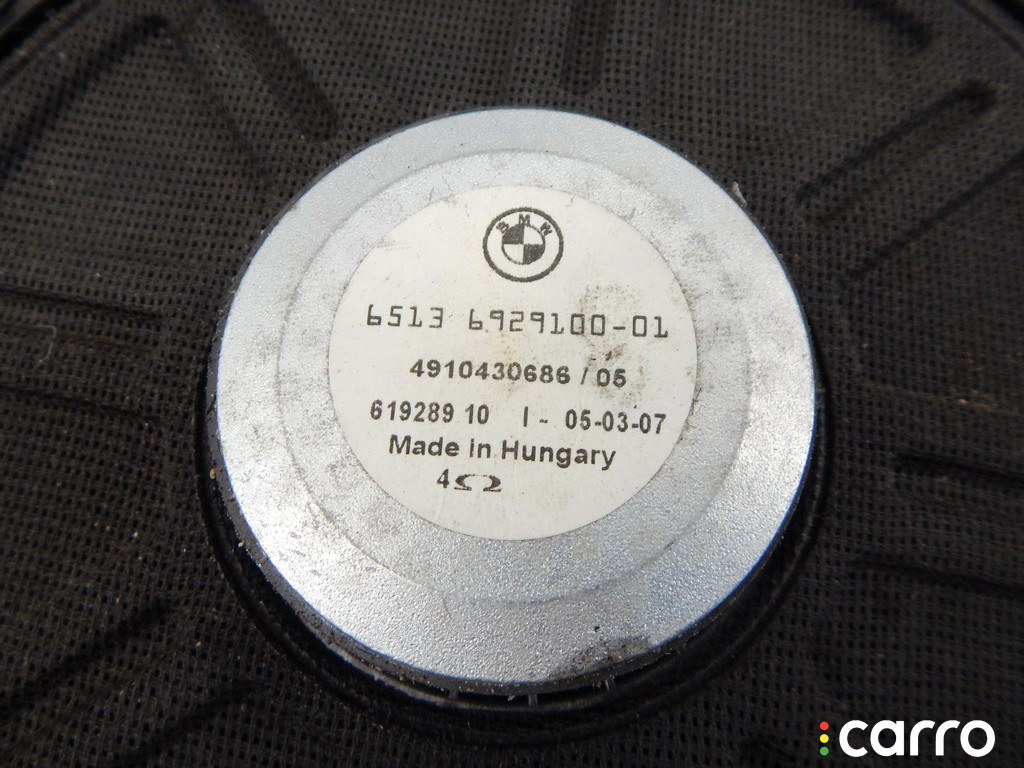 BMW
6513 6929100-01
4910430686 / 05
619289 10 I - 05-03-07
Made in Hungary
4Ω
carro